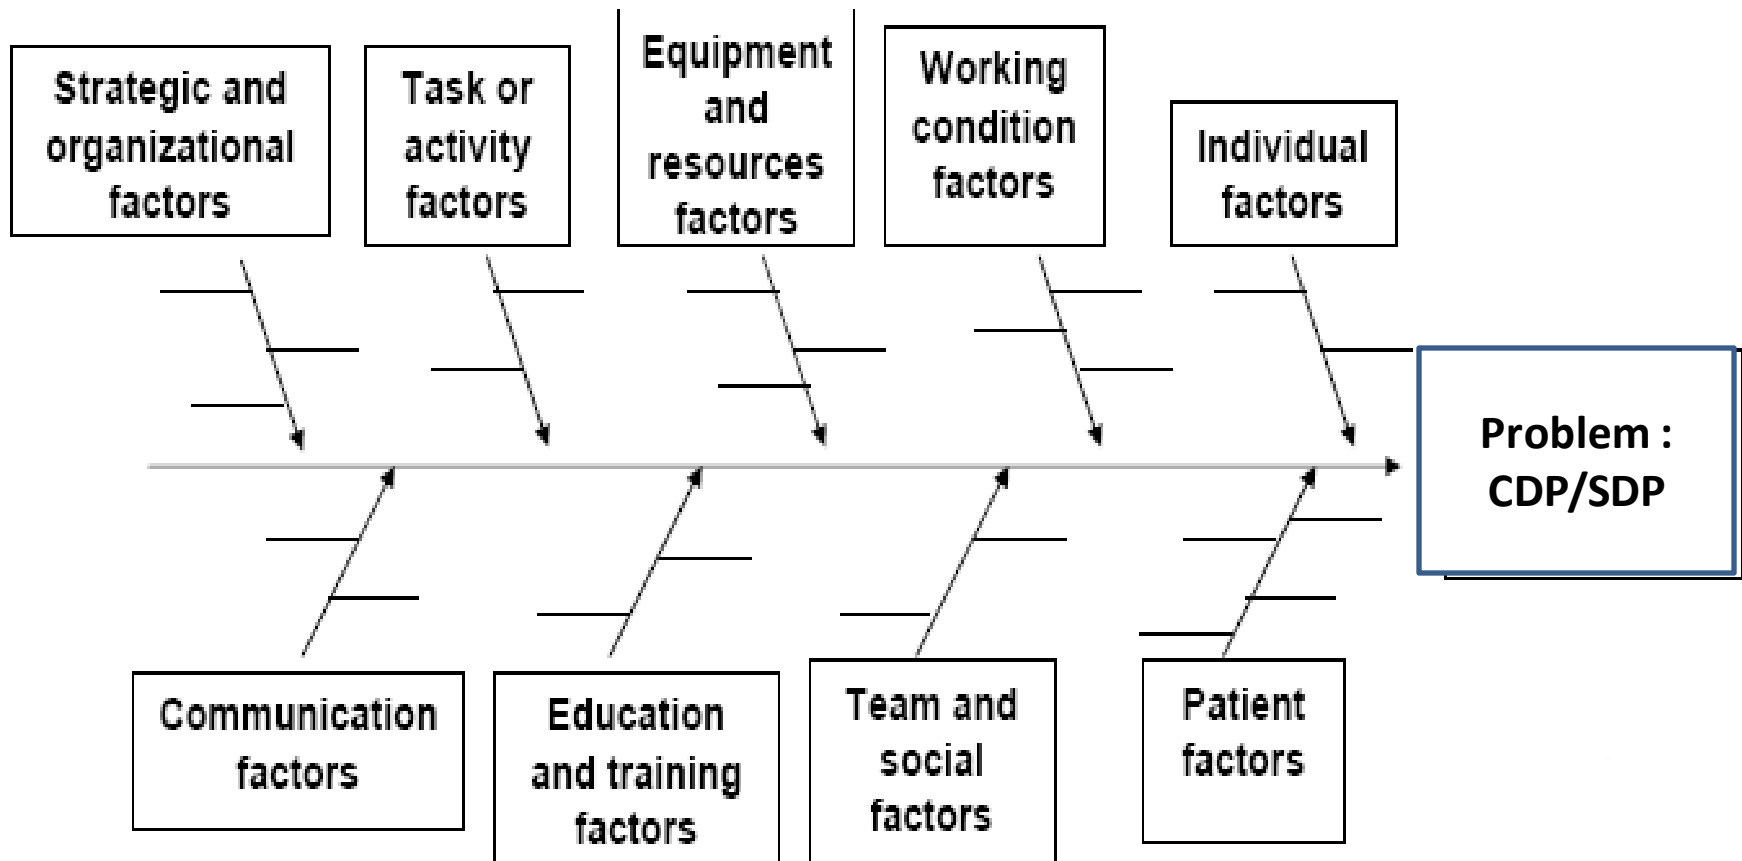 Strategic and
organizational
factors
Task or
activity
factors
Equipment
and
resources
factors
Working
condition
factors
Individual
factors
Problem :
CDP/SDP
Communication
factors
Education
and training
factors
Team and
social
factors
Patient
factors